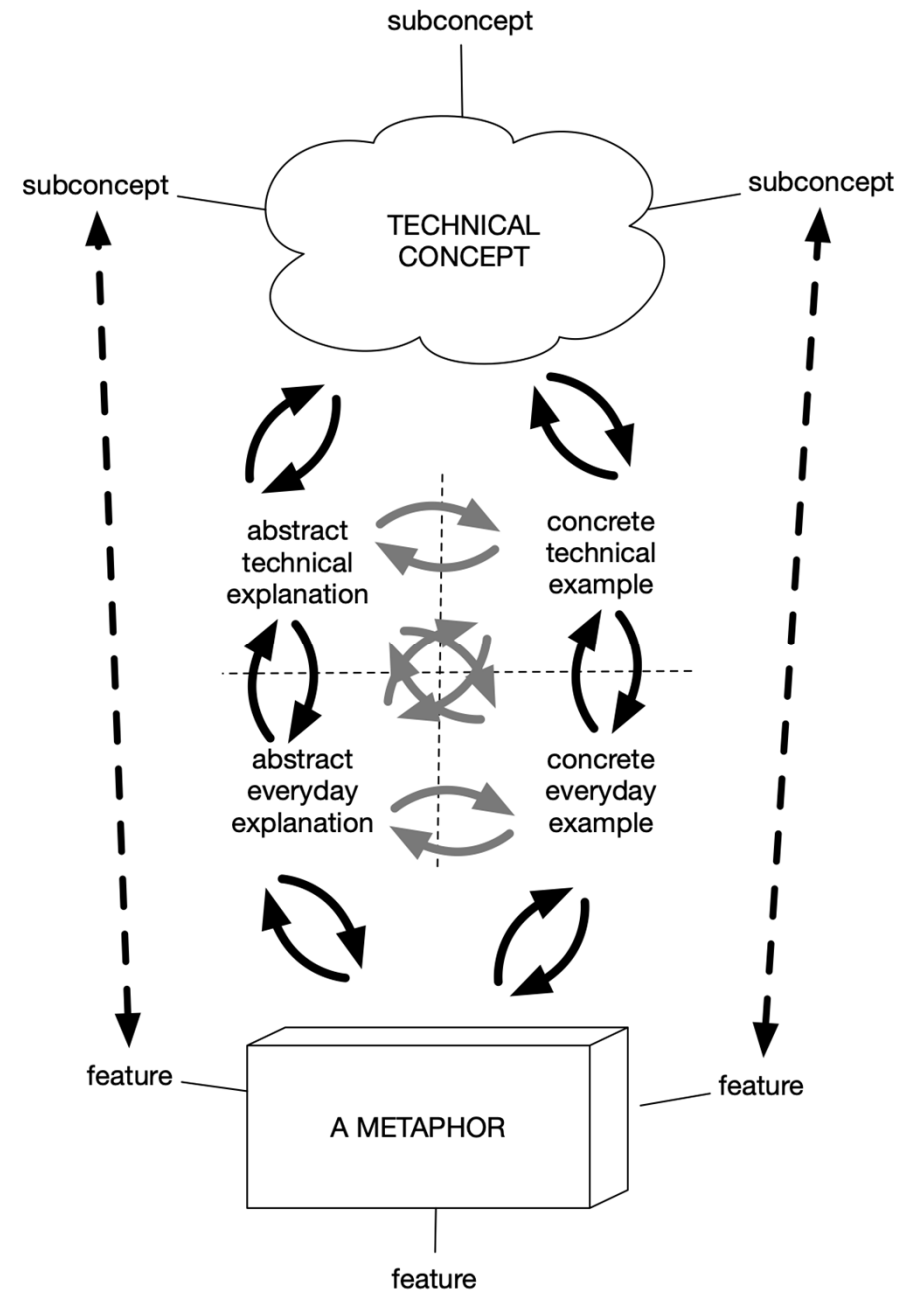 subconcept
subconcept
subconcept
TECHNICAL
CONCEPT
abstract
technical
explanation
concrete
technical
example
abstract
everyday
explanation
concrete
everyday
example
feature
feature
A METAPHOR
feature